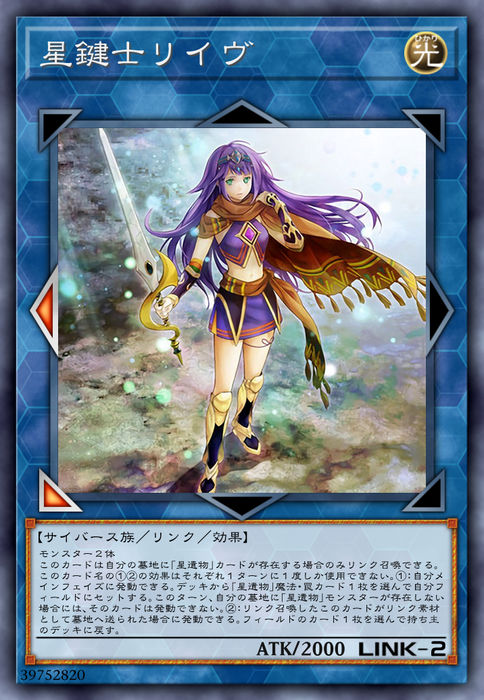 星鍵士リイヴ
ひかり
光
【サイバース族／リンク／効果】
モンスター２体
このカードは自分の墓地に「星遺物」カードが存在する場合のみリンク召喚できる。
このカード名の①②の効果はそれぞれ１ターンに１度しか使用できない。①：自分メ
インフェイズに発動できる。デッキから「星遺物」魔法・罠カード１枚を選んで自分フ
ィールドにセットする。このターン、自分の墓地に「星遺物」モンスターが存在しない
場合には、そのカードは発動できない。②：リンク召喚したこのカードがリンク素材
として墓地へ送られた場合に発動できる。フィールドのカード１枚を選んで持ち主
のデッキに戻す。
ATK/2000 LINK-2
39752820